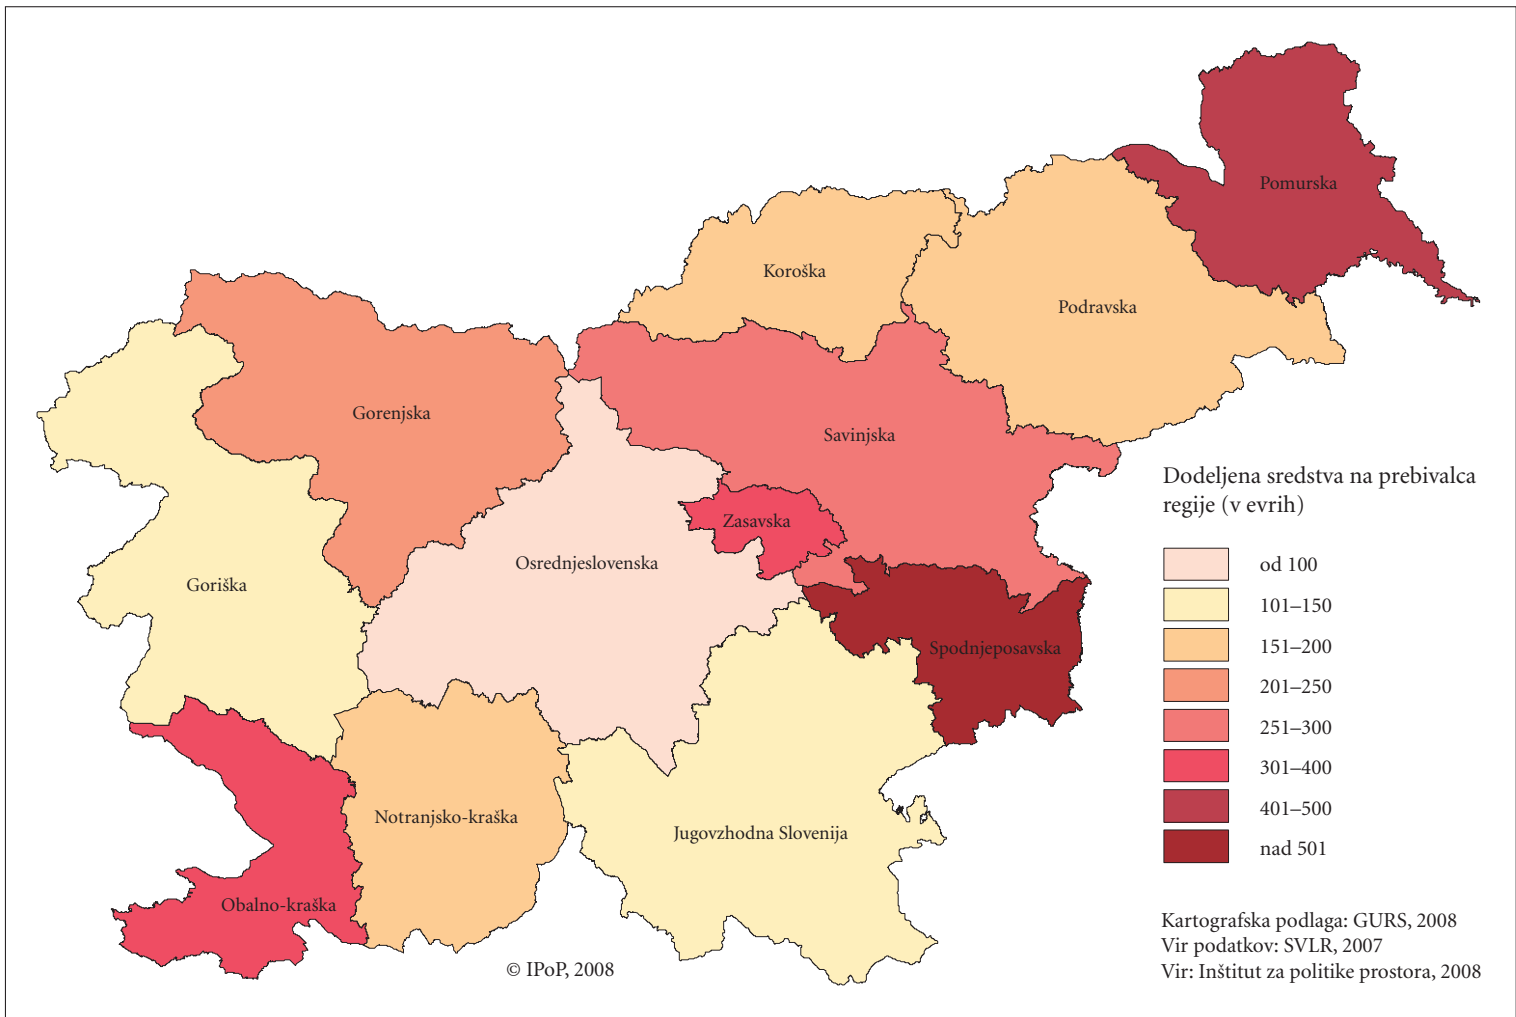 Pomurska
Koroška
Podravska
Gorenjska
Savinjska
Zasavska
Osrednjeslovenska
Goriška
Spodnjeposavska
Notranjsko-kraška
Jugovzhodna Slovenija
Obalno-kraška
Dodeljena sredstva na prebivalca
regije (v evrih)
od 100
101–150
151–200
201–250
251–300
301–400
401–500
nad 501
Kartografska podlaga: GURS, 2008
Vir podatkov: SVLR, 2007
Vir: Inštitut za politike prostora, 2008
© IPoP, 2008